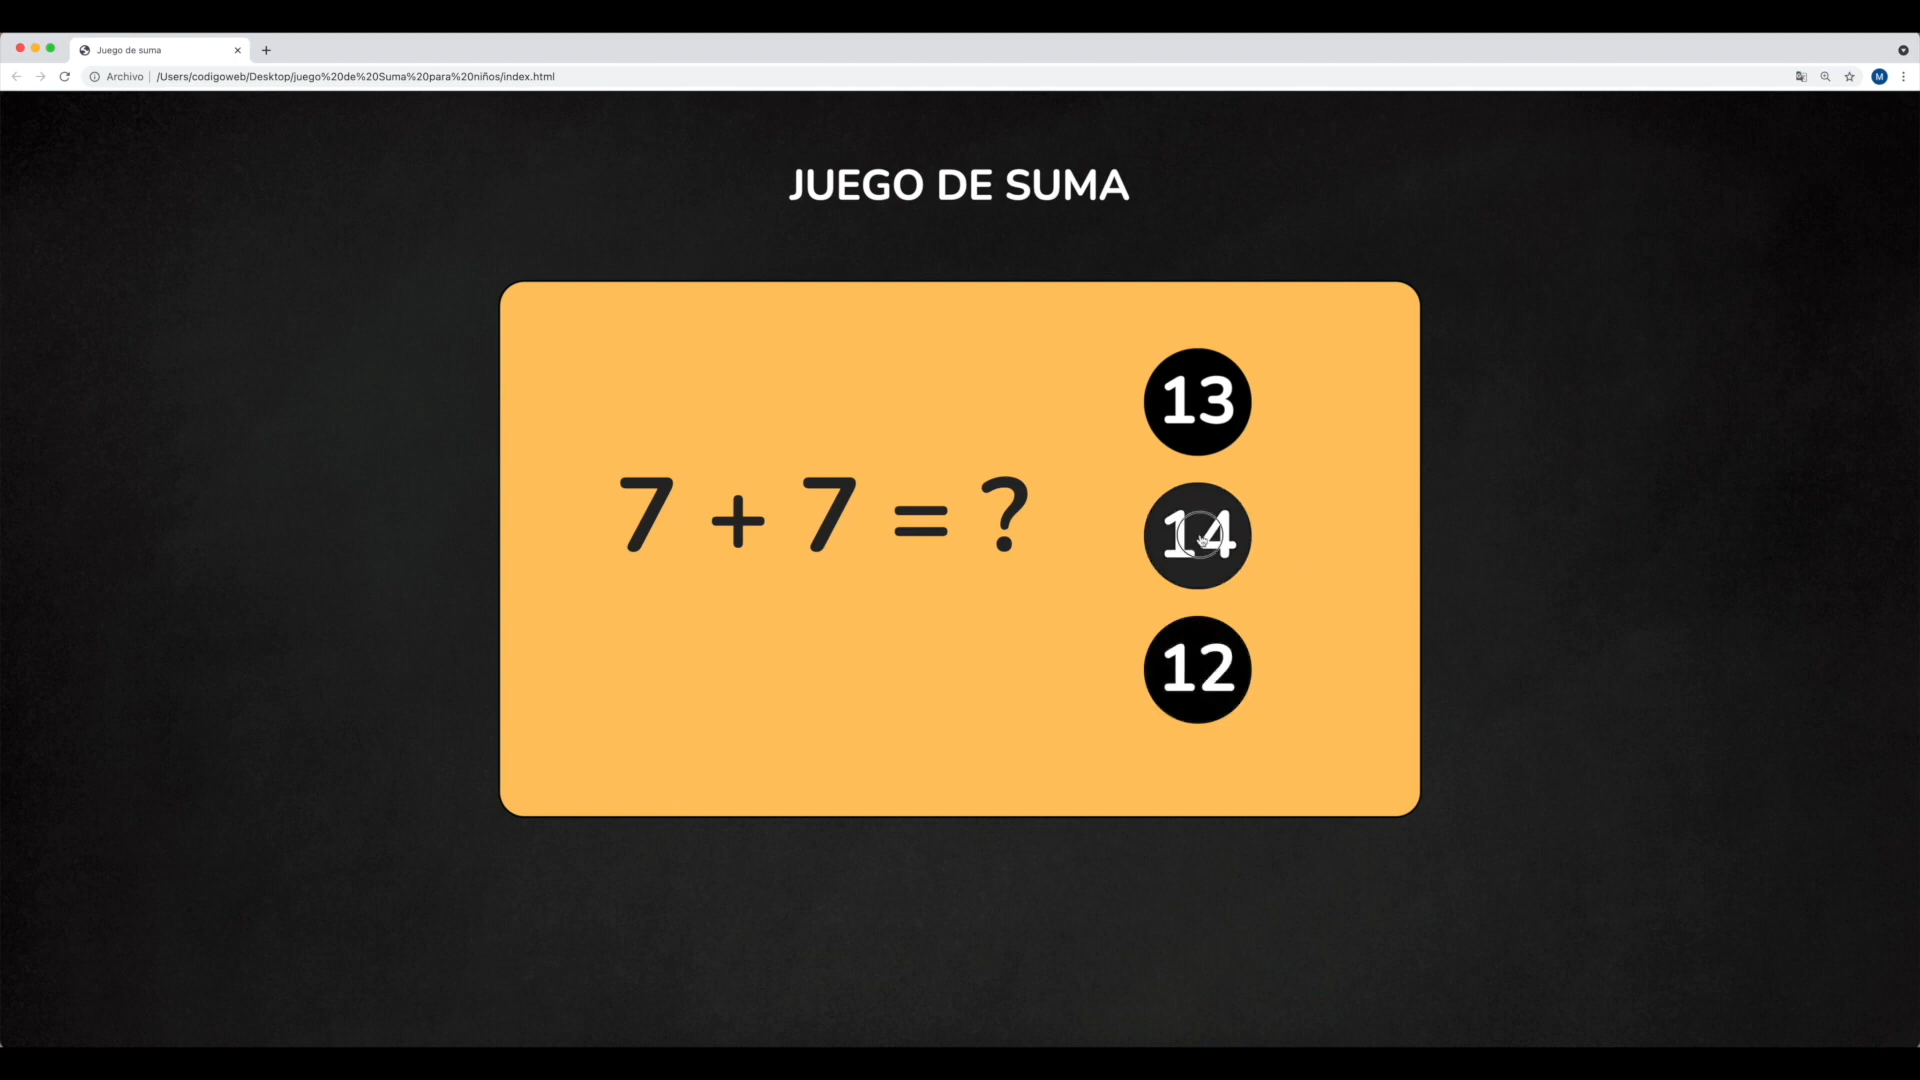 Juego de suma
Archivo /Users/codigoweb/Desktop/juego%20de%20Suma%20para%20niños/index.html
M
JUEGO DE SUMA
7 + 7 = ?
13
14
12